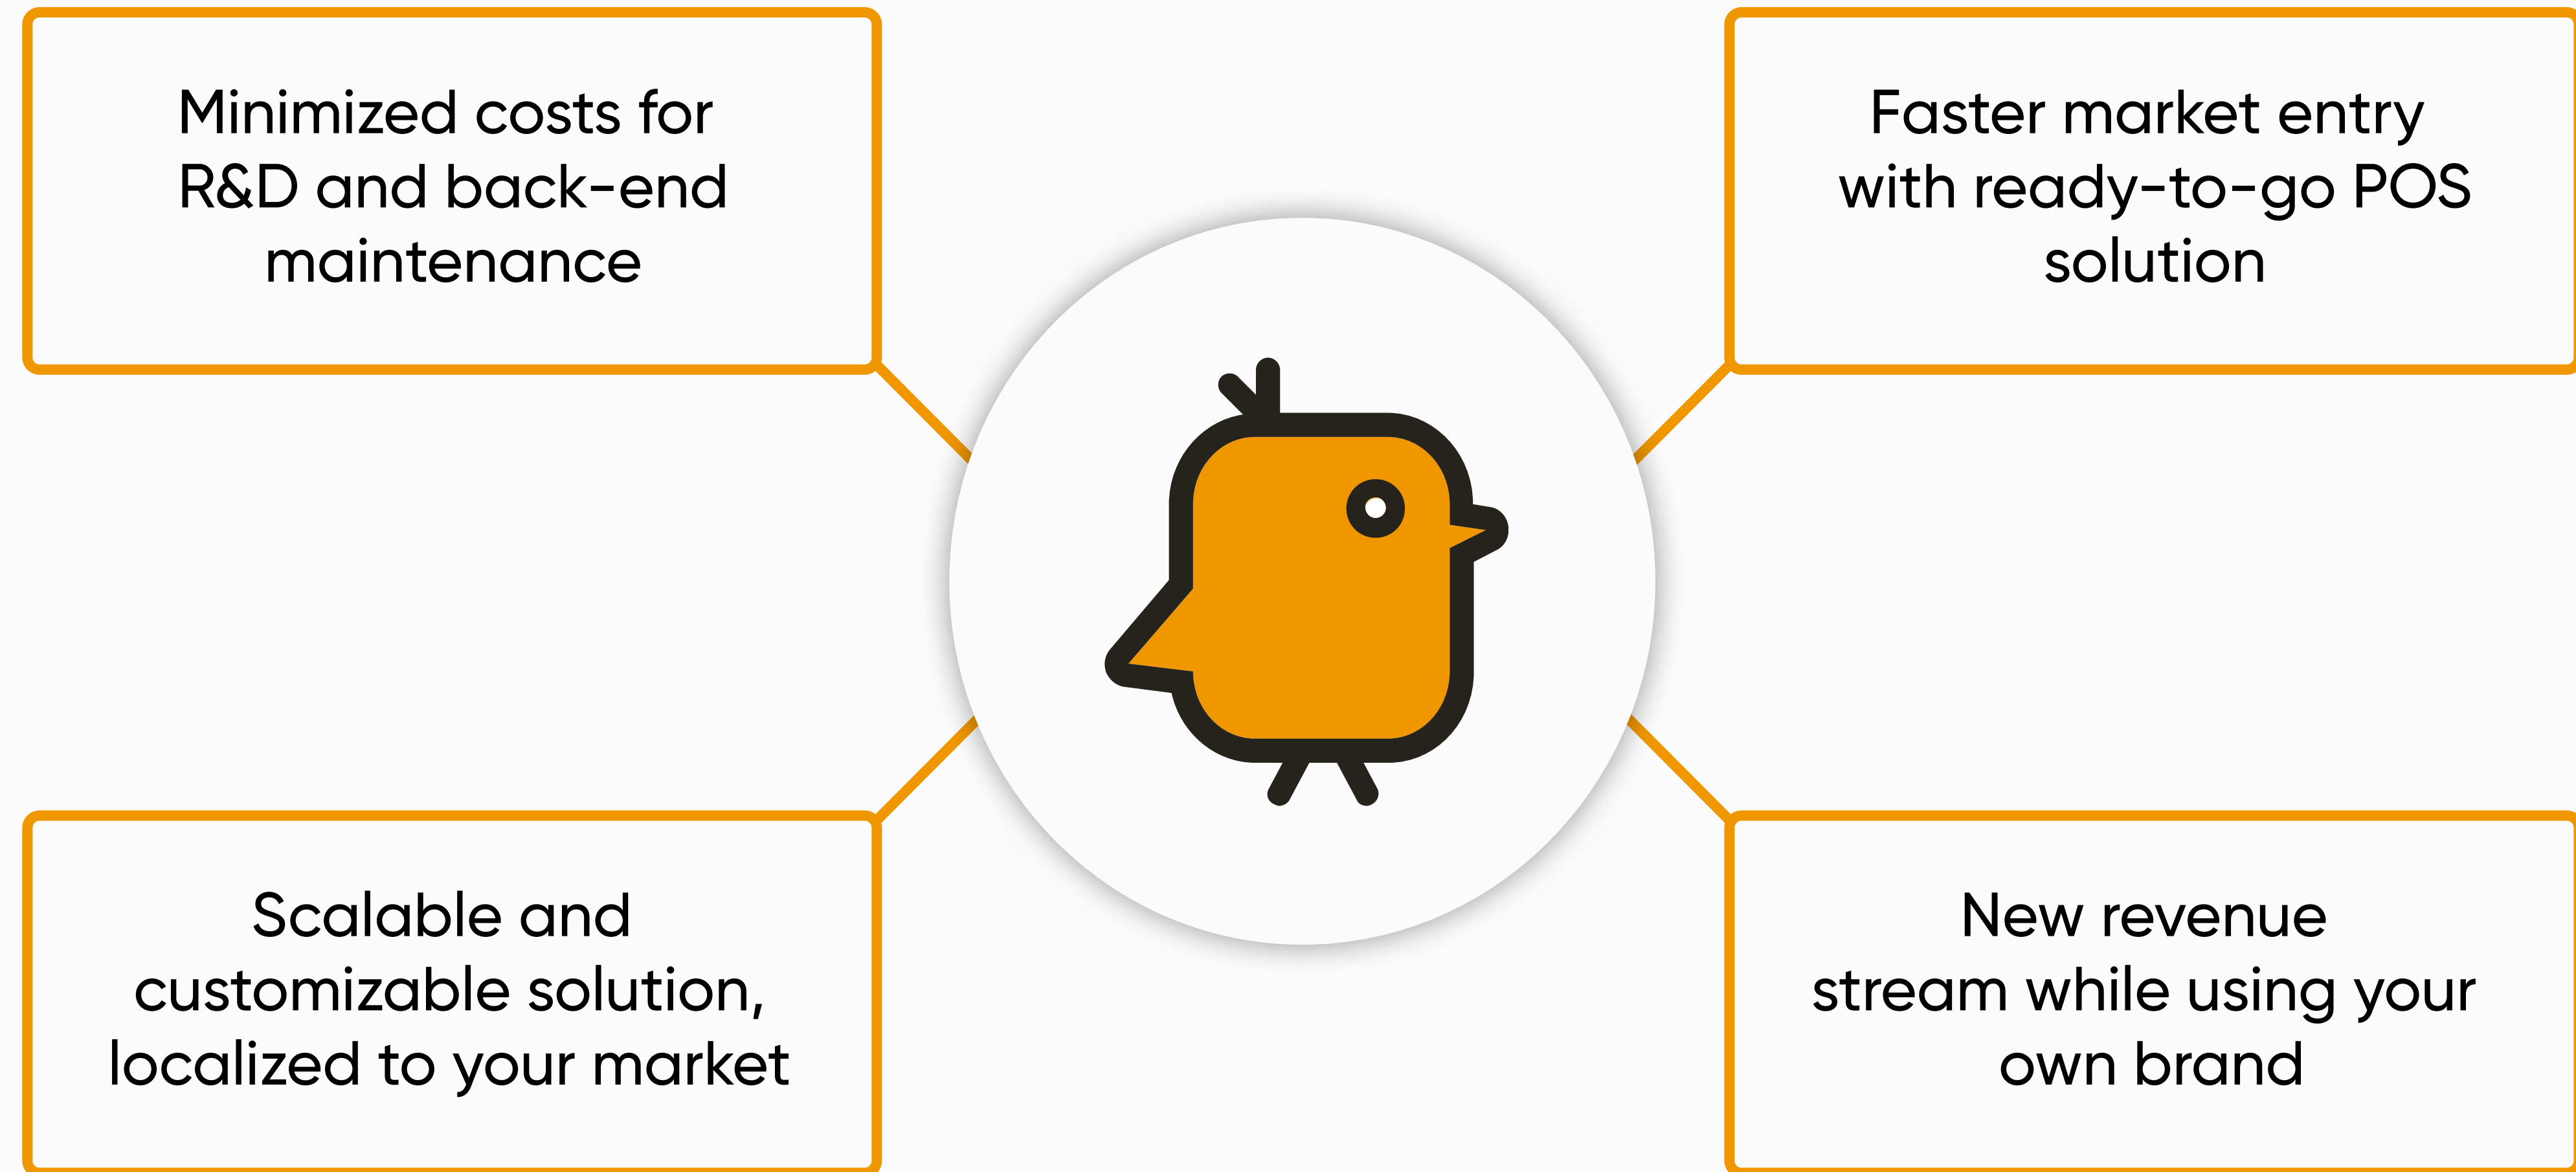 Minimized costs for
R&D and back-end
maintenance
Faster market entry
with ready-to-go POS
solution
Scalable and
customizable solution,
localized to your market
New revenue
stream while using your
own brand